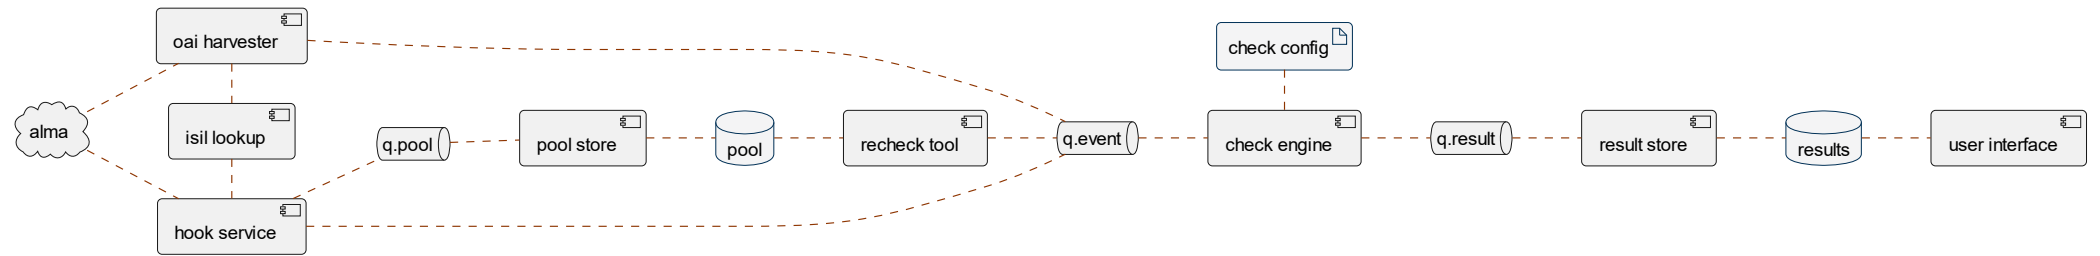 oai harvester
check config
alma
isil lookup
q.pool
pool store
pool
recheck tool
q.event
check engine
q.result
result store
results
user interface
hook service